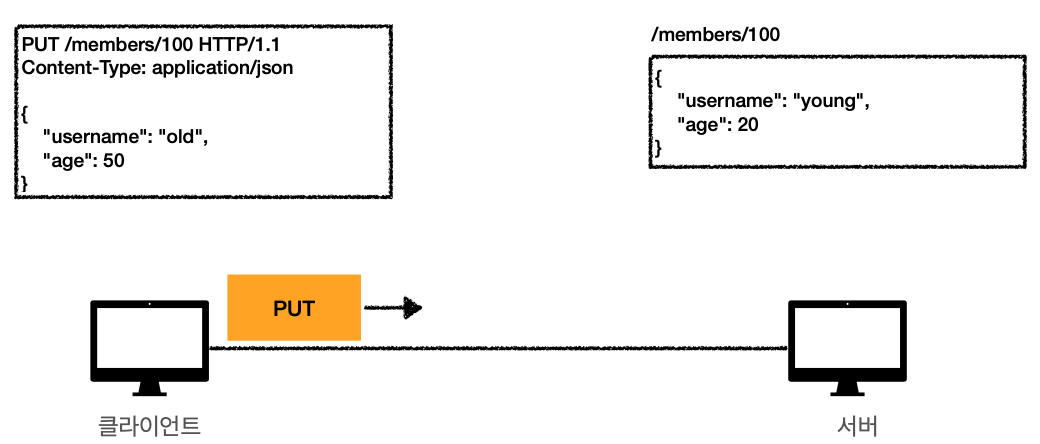 PUT /members/100 HTTP/1.1
Content-Type: application/json
{
"username": "old",
"age": 50
}
/members/100
{
"username": "young",
"age": 20
}
PUT
클라이언트
서버